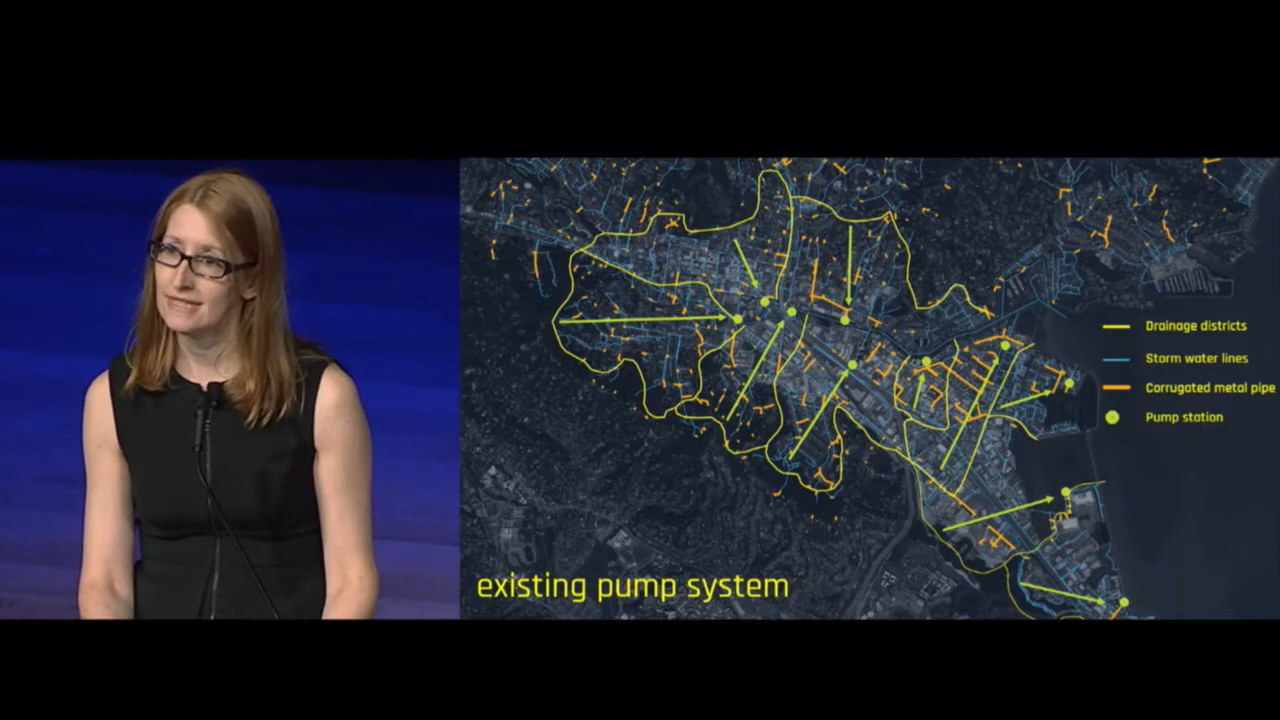 Drainage districts
Storm water lines
Corrugated metal pipe
Pump station
existing pump system